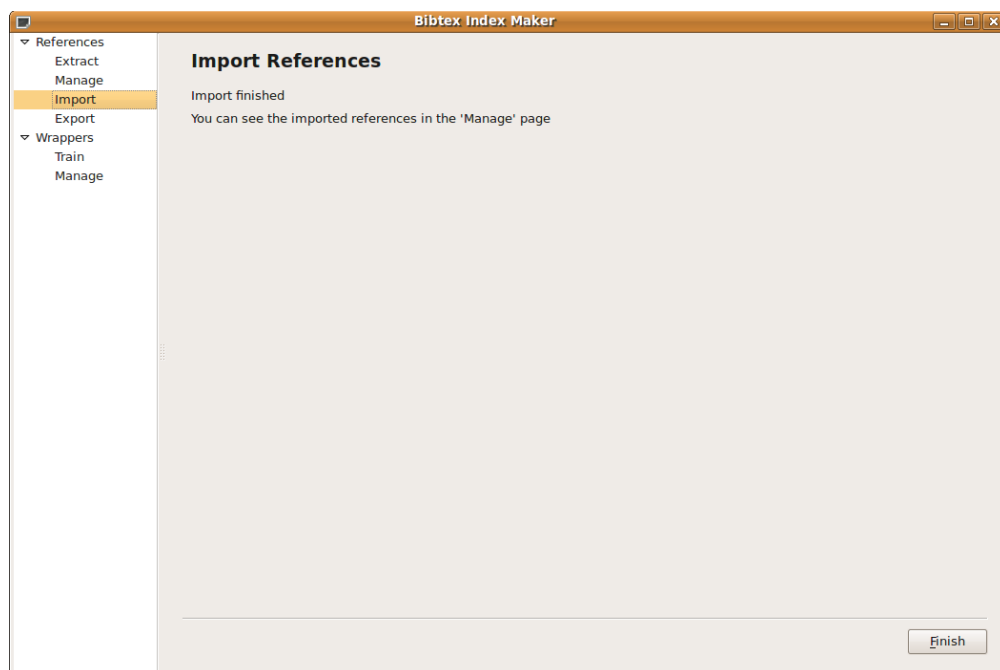 Bibtex Index Maker
References
Extract
Manage
Import
Export
Wrappers
Train
Manage
Import References
Import finished
You can see the imported references in the 'Manage' page
Finish